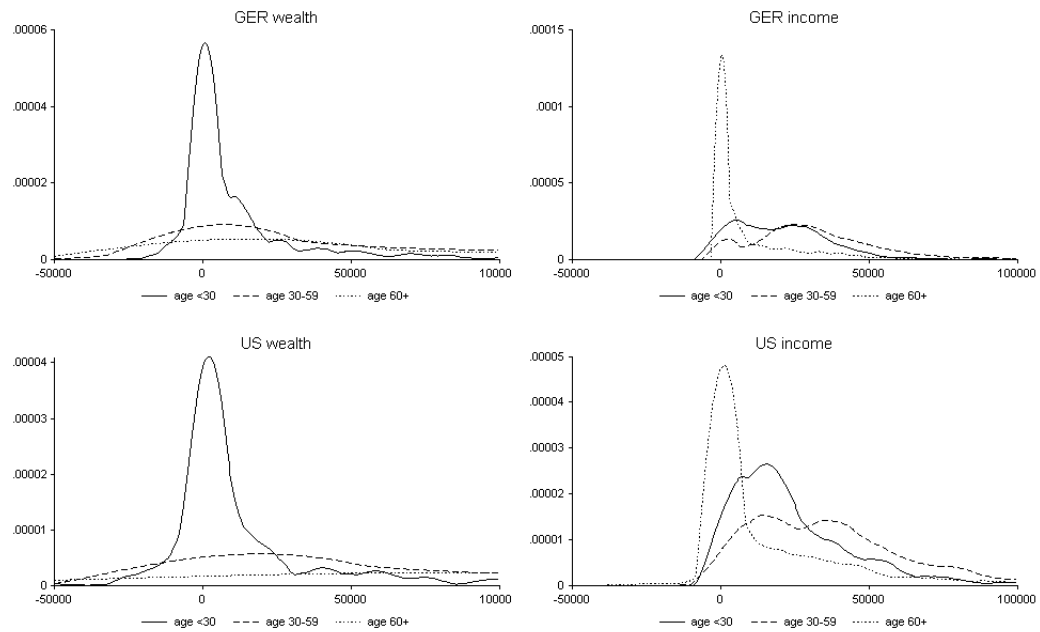 GER wealth
.00006
.00004
.00002
0
-50000 0 50000 100000
age <30 age 30-59 age 60+
GER income
.00015
.0001
.00005
0
-50000 0 50000 100000
age <30 age 30-59 age 60+
US wealth
.00004
.00003
.00002
.00001
0
-50000 0 50000 100000
age <30 age 30-59 age 60+
US income
.00005
.00004
.00003
.00002
.00001
0
-50000 0 50000 100000
age <30 age 30-59 age 60+